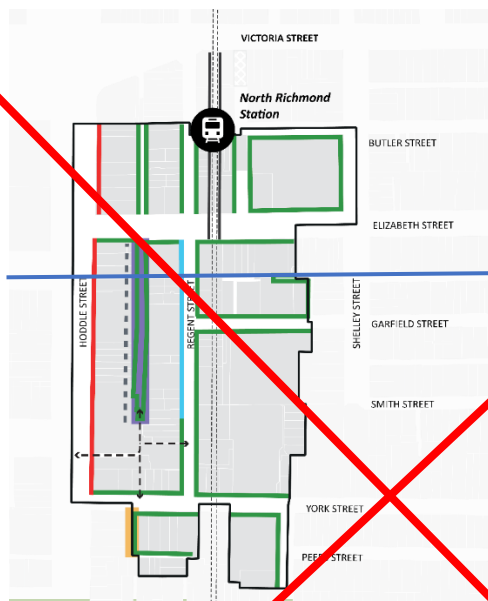 VICTORIA STREET
North Richmond
Station
BUTLER STREET
ELIZABETH STREET
HODDLE STREET
REGENT STREET
SHELLEY STREET
GARFIELD STREET
SMITH STREET
YORK STREET
STREET